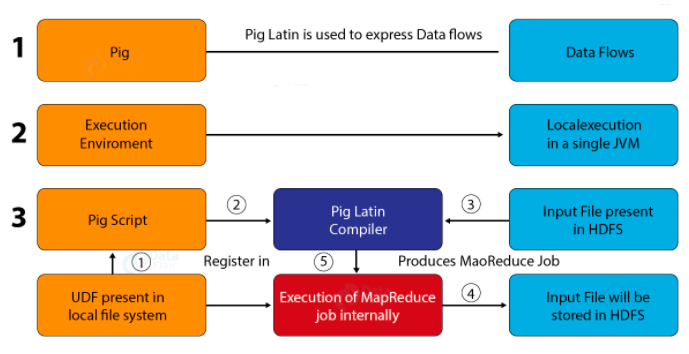 1
Pig
Pig Latin is used to express Data flows
Data Flows
2
Execution
Enviroment
Localexecution
in a single JVM
3
Pig Script
2
Pig Latin
Compiler
3
Input File present
in HDFS
1
Register in
5
Produces MaoReduce Job
UDF present in
local file system
Execution of MapReduce
job internally
4
Input File will be
stored in HDFS